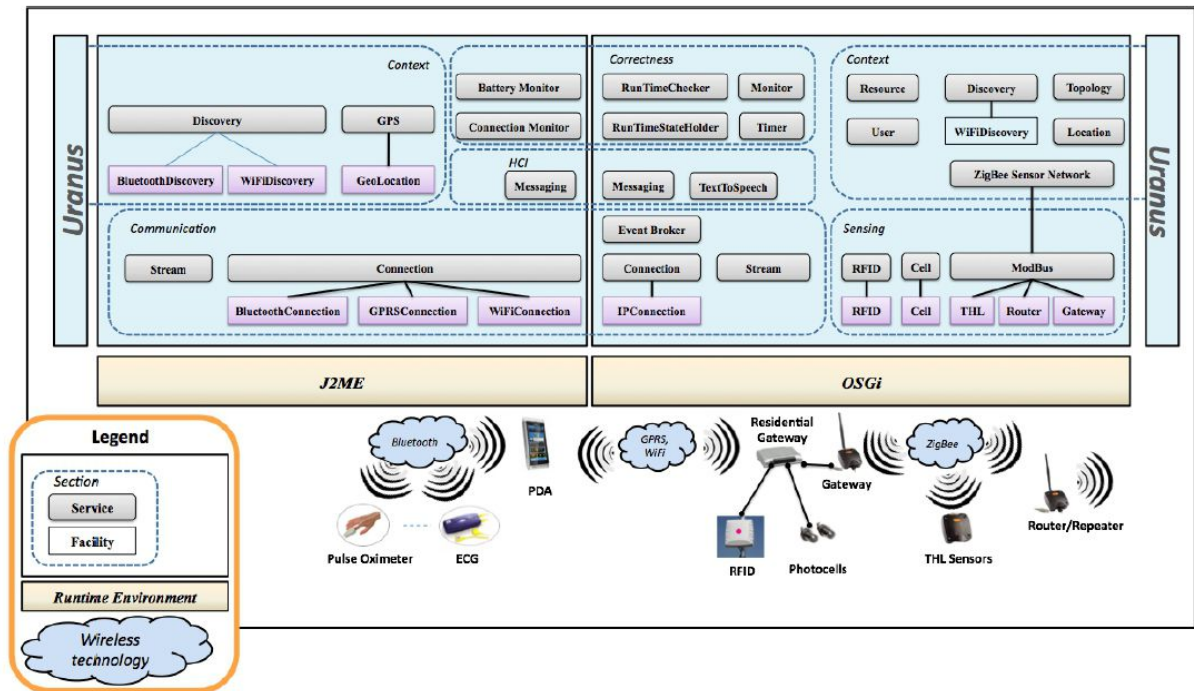 Uranus
Context
Discovery
GPS
BluetoothDiscovery
WiFiDiscovery
GeoLocation
Correctness
Battery Monitor
RunTimeChecker
Monitor
Connection Monitor
RunTimeStateHolder
Timer
HCI
Messaging
Messaging
TextToSpeech
Context
Resource
Discovery
Topology
User
WiFiDiscovery
Location
ZigBee Sensor Network
Uranus
Communication
Event Broker
Stream
Connection
Connection
Stream
BluetoothConnection
GPRSConnection
WiFiConnection
IPConnection
Sensing
RFID
Cell
ModBus
RFID
Cell
THL
Router
Gateway
J2ME
OSGi
Legend
Section
Service
Facility
Runtime Environment
Wireless
technology
Bluetooth
PDA
Pulse Oximeter
ECG
GPRS,
WiFi
Residential
Gateway
Gateway
ZigBee
RFID
Photocells
THL Sensors
Router/Repeater